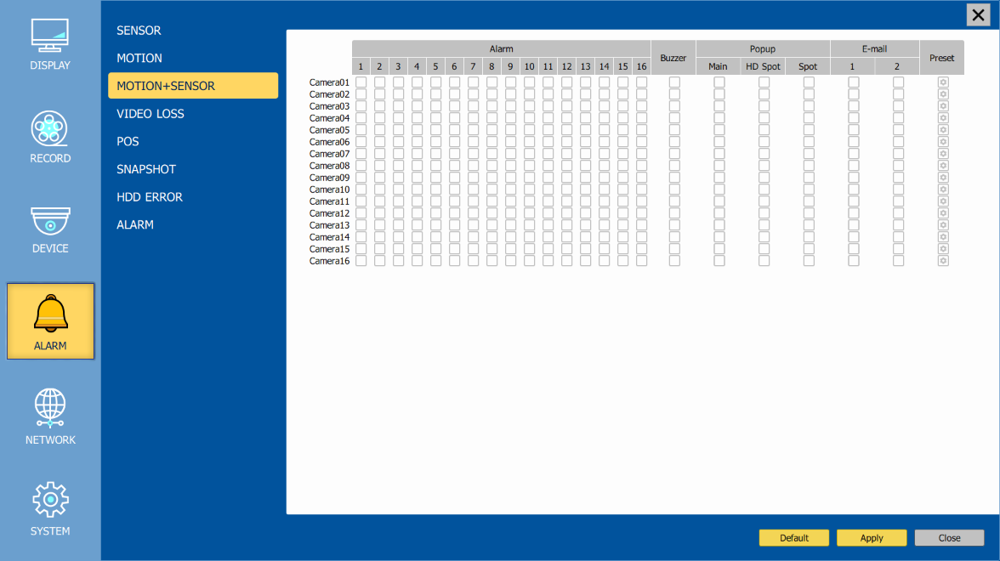 DISPLAY
RECORD
DEVICE
ALARM
NETWORK
SYSTEM
SENSOR
MOTION
MOTION+SENSOR
VIDEO LOSS
POS
SNAPSHOT
HDD ERROR
ALARM
Alarm Buzzer Popup E-mail Preset
1 2 3 4 5 6 7 8 9 10 11 12 13 14 15 16 Main HD Spot Spot 1 2
Camera01
Camera02
Camera03
Camera04
Camera05
Camera06
Camera07
Camera08
Camera09
Camera10
Camera11
Camera12
Camera13
Camera14
Camera15
Camera16
Default Apply Close